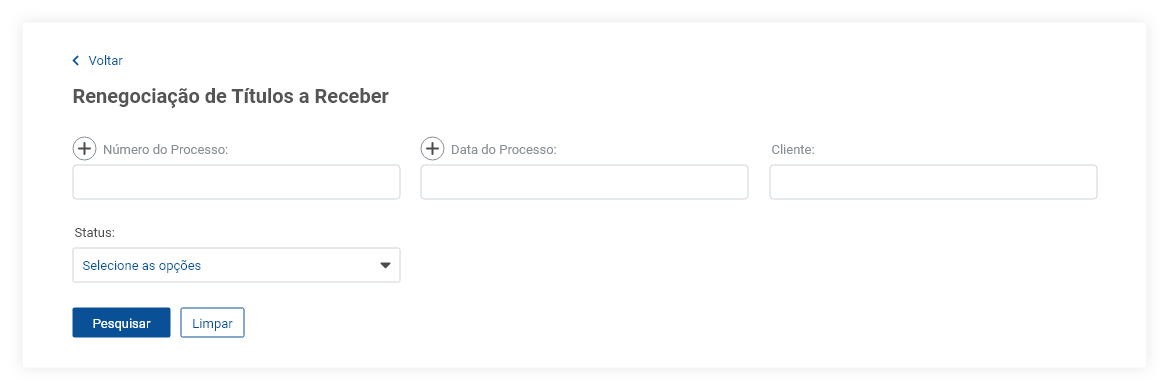 Voltar
Renegociação de Títulos a Receber
Número do Processo:
Data do Processo:
Cliente:
Status:
Selecione as opções
Pesquisar
Limpar